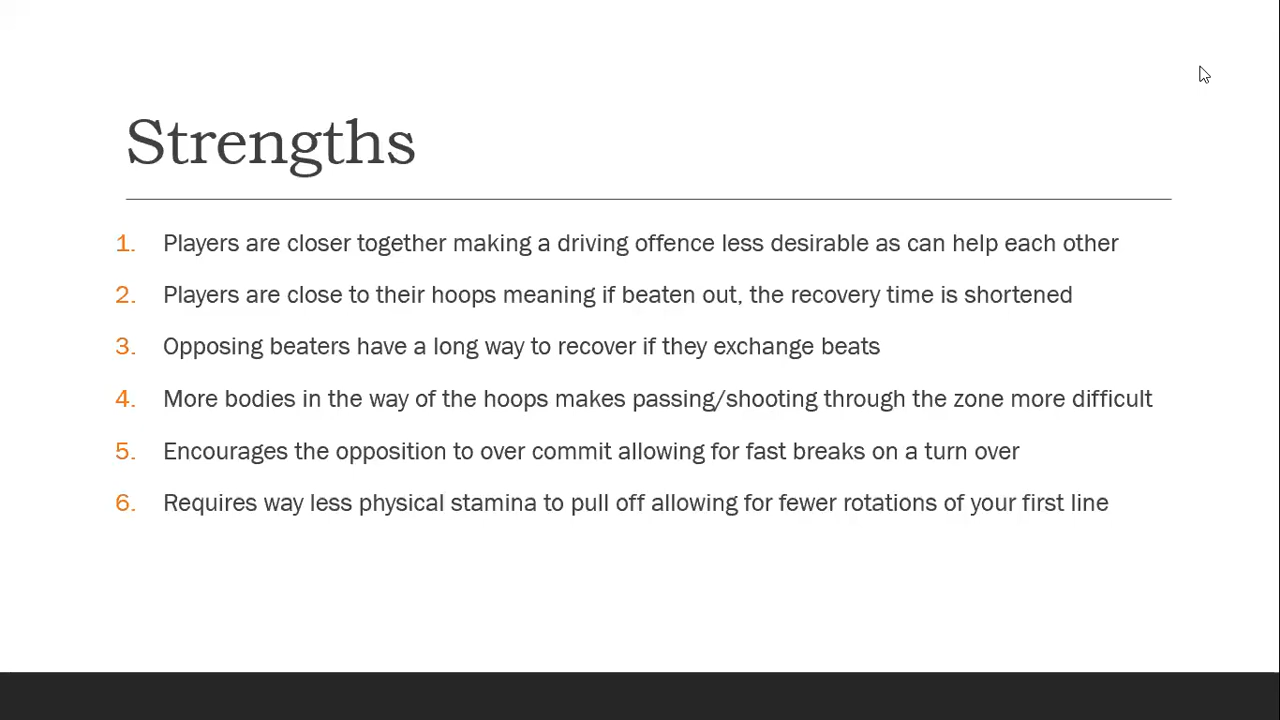 Strengths
1. Players are closer together making a driving offence less desirable as can help each other
2. Players are close to their hoops meaning if beaten out, the recovery time is shortened
3. Opposing beaters have a long way to recover if they exchange beats
4. More bodies in the way of the hoops makes passing/shooting through the zone more difficult
5. Encourages the opposition to over commit allowing for fast breaks on a turn over
6. Requires way less physical stamina to pull off allowing for fewer rotations of your first line